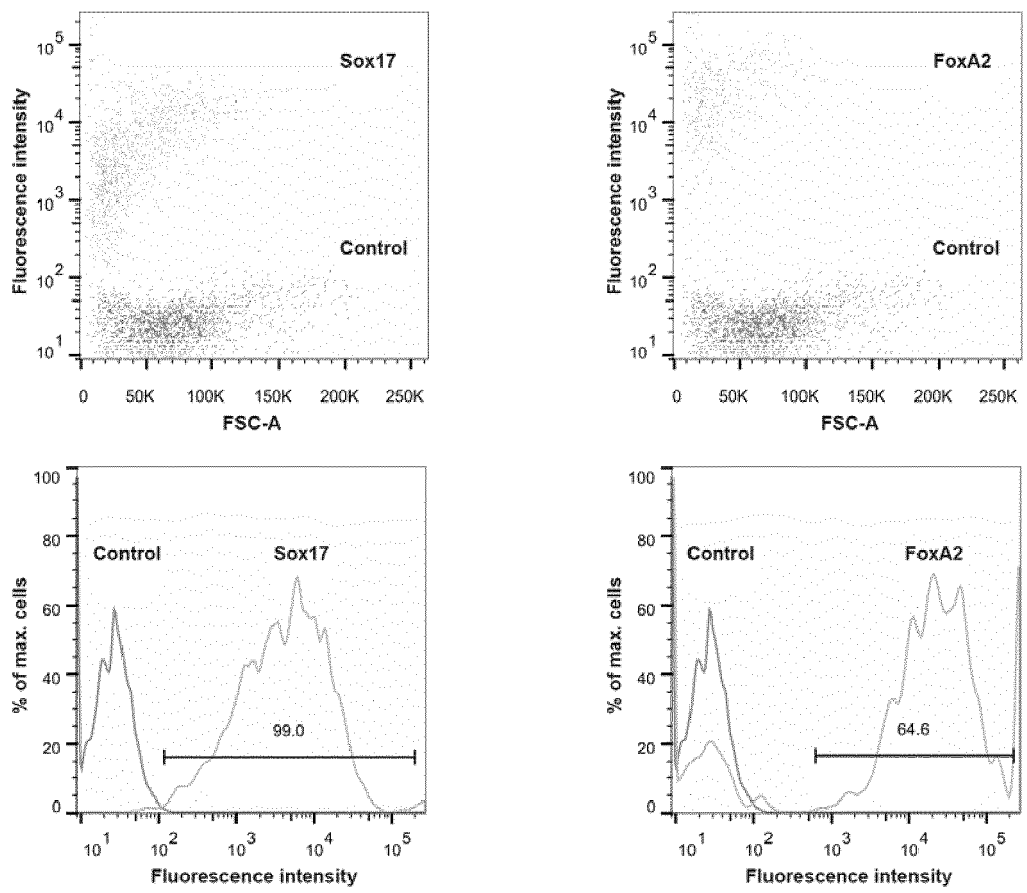 Sox17
Control
Fluorescence intensity
10^5
10^4
10^3
10^2
10^1
0 50K 100K 150K 200K 250K
FSC-A
FoxA2
Control
Fluorescence intensity
10^5
10^4
10^3
10^2
10^1
0 50K 100K 150K 200K 250K
FSC-A
Control
Sox17
99.0
% of max. cells
100
80
60
40
20
0
10^1 10^2 10^3 10^4 10^5
Fluorescence intensity
Control
FoxA2
64.6
% of max. cells
100
80
60
40
20
0
10^1 10^2 10^3 10^4 10^5
Fluorescence intensity